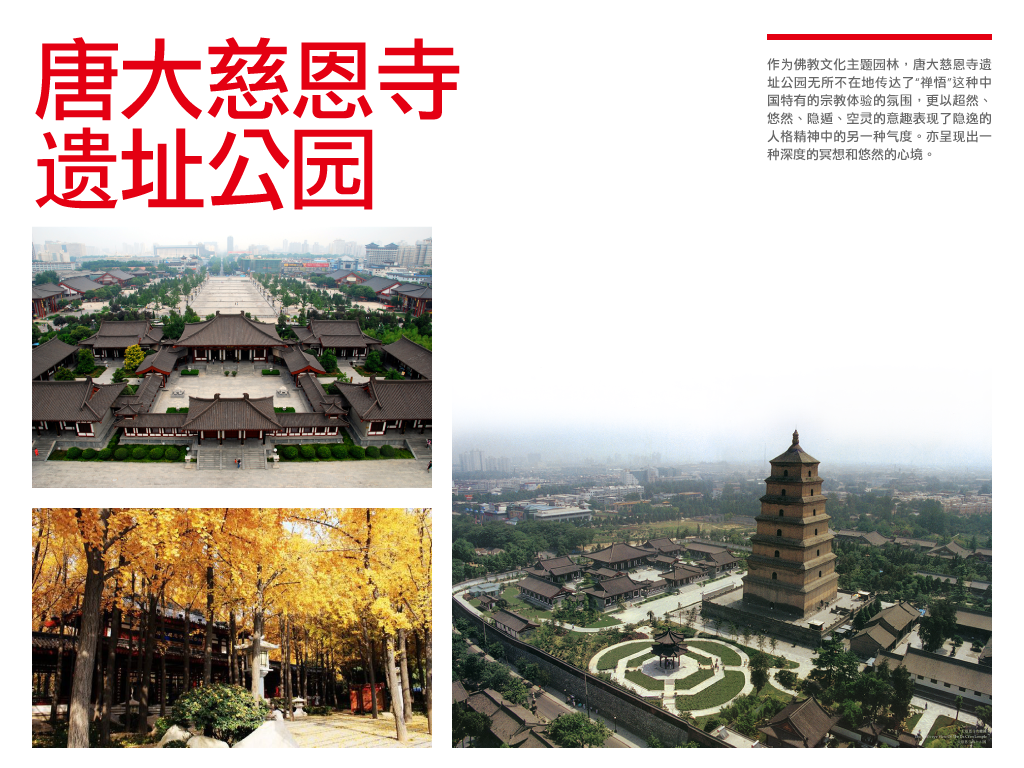 唐大慈恩寺
遗址公园
作为佛教文化主题园林，唐大慈恩寺遗
址公园无所不在地传达了“禅悟”这种中
国特有的宗教体验的氛围，更以超然、
悠然、隐遁、空灵的意趣表现了隐逸的
人格精神中的另一种气度。亦呈现出一
种深度的冥想和悠然的心境。